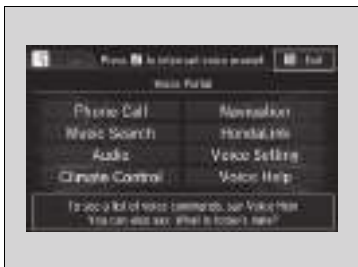 Press to interrupt voice prompt Exit
Voice Portal
Phone Call Navigation
Music Search HondaLink
Audio Voice Setting
Climate Control Voice Help
To see a list of voice commands, say Voice Help
You can also say, What is today's date?